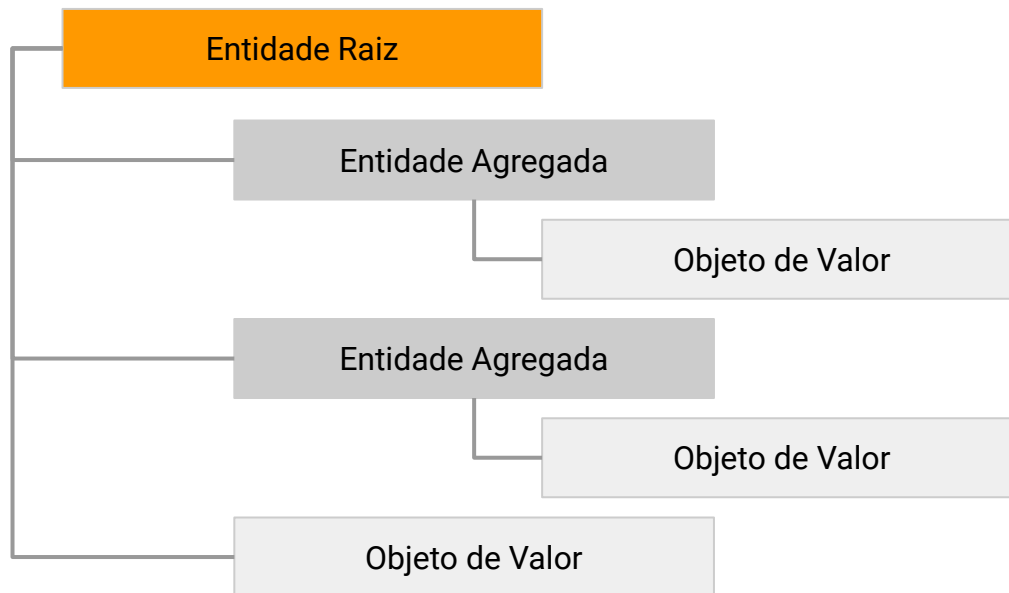 Entidade Raiz
Entidade Agregada
Objeto de Valor
Entidade Agregada
Objeto de Valor
Objeto de Valor